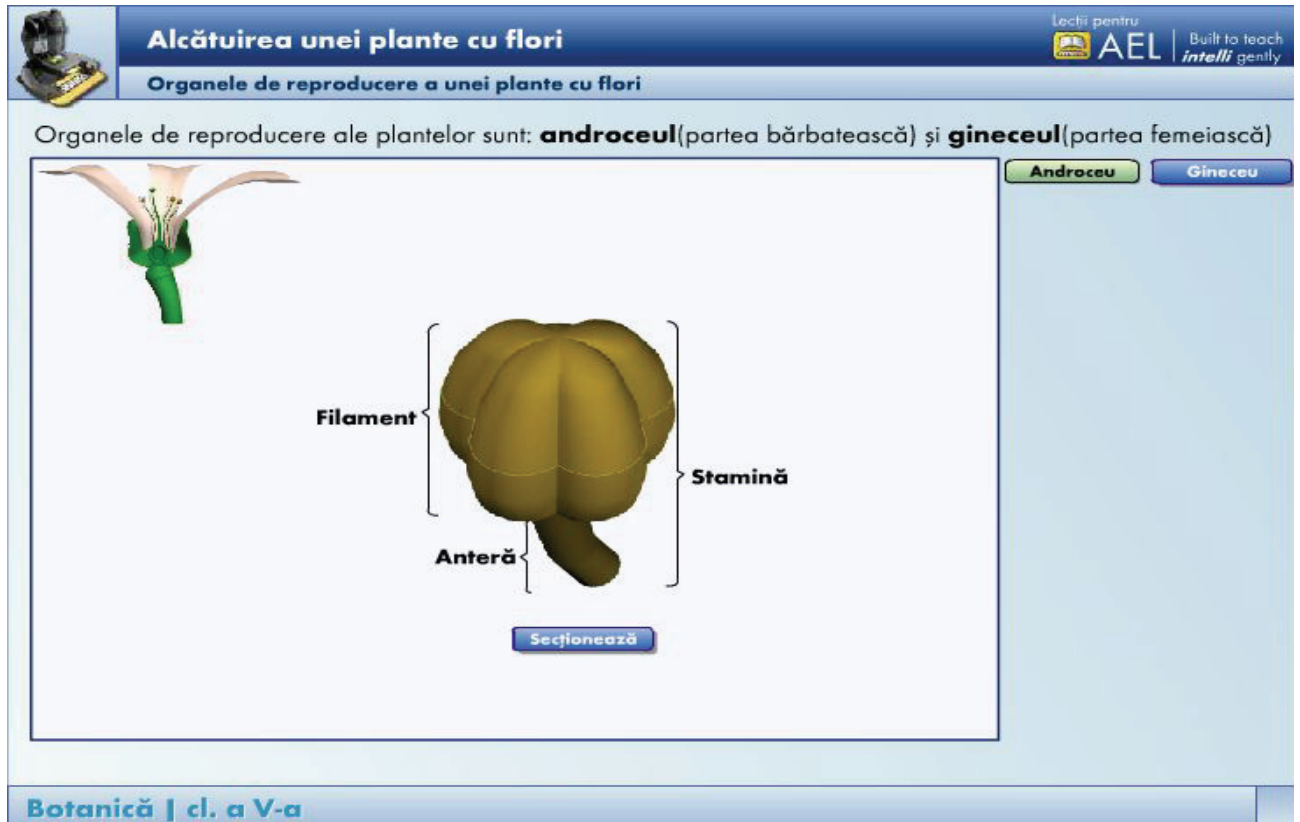 Alcătuirea unei plante cu flori
Lecții pentru
AEL
Built to teach
intelli gently
Organele de reproducere a unei plante cu flori
Organele de reproducere ale plantelor sunt: androceul(partea bărbatească) și gineceul(partea femeiască)
Androceu
Gineceu
Filament
Stamină
Anteră
Secționează
Botanică | cl. a V-a